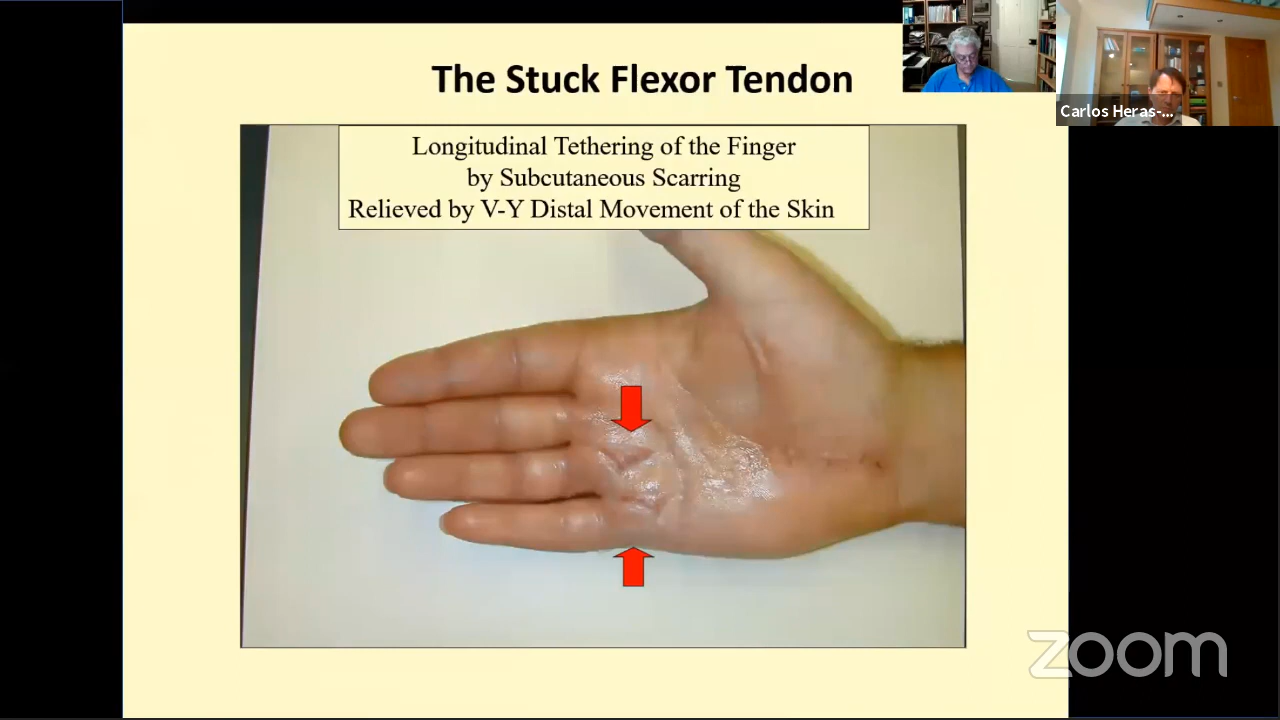 The Stuck Flexor Tendon
Longitudinal Tethering of the Finger
by Subcutaneous Scarring
Relieved by V-Y Distal Movement of the Skin
Carlos Heras-...
zoom